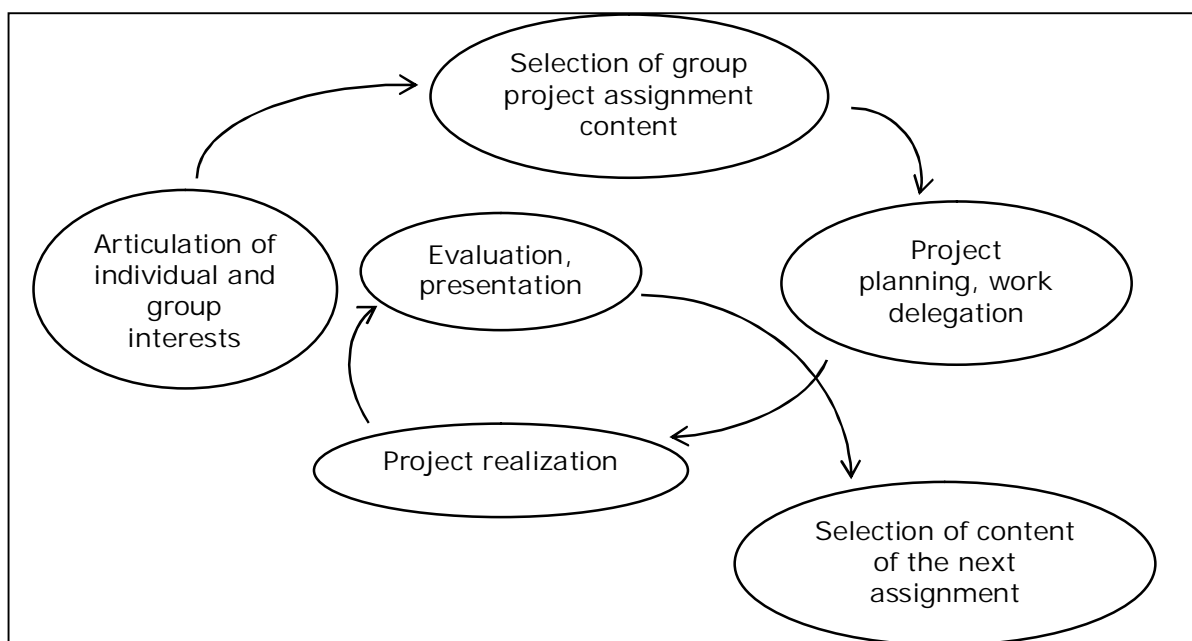 Selection of group
project assignment
content
Articulation of
individual and
group
interests
Evaluation,
presentation
Project
planning, work
delegation
Project realization
Selection of content
of the next
assignment